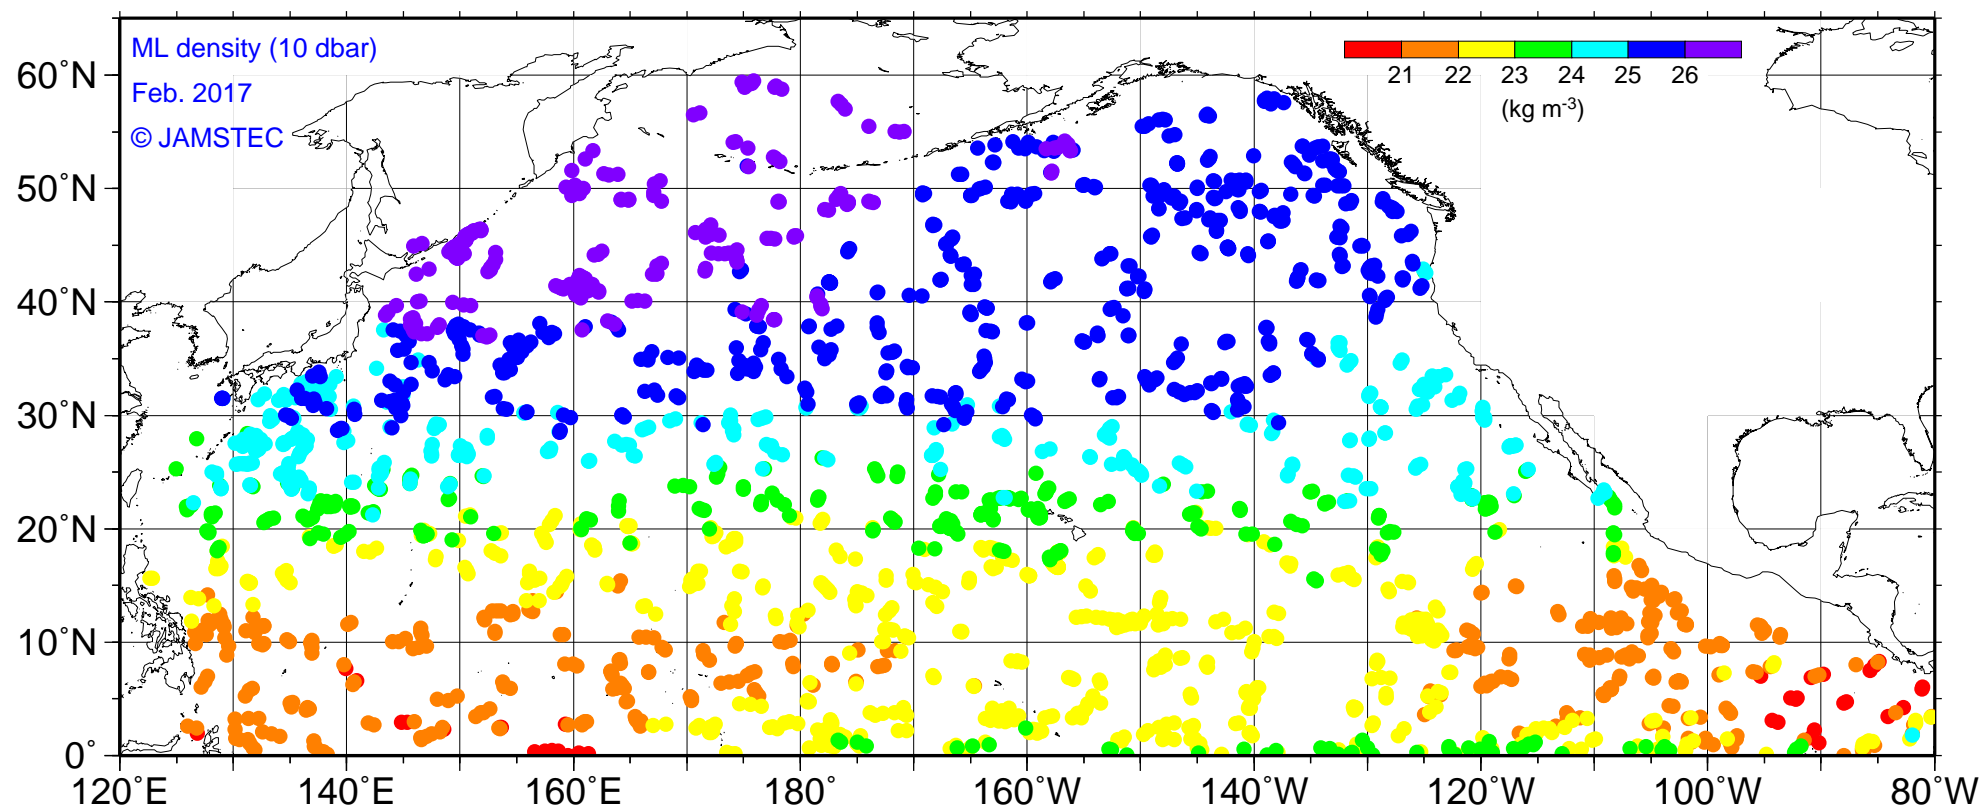 ML density (10 dbar)
Feb. 2017
© JAMSTEC
21 22 23 24 25 26
(kg m-3)
60˚N
50˚N
40˚N
30˚N
20˚N
10˚N
0˚
120˚E 140˚E 160˚E 180˚ 160˚W 140˚W 120˚W 100˚W 80˚W